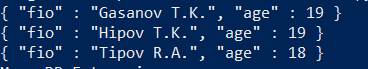 { "fio" : "Gasanov T.K.", "age" : 19 }
{ "fio" : "Hipov T.K.", "age" : 19 }
{ "fio" : "Tipov R.A.", "age" : 18 }